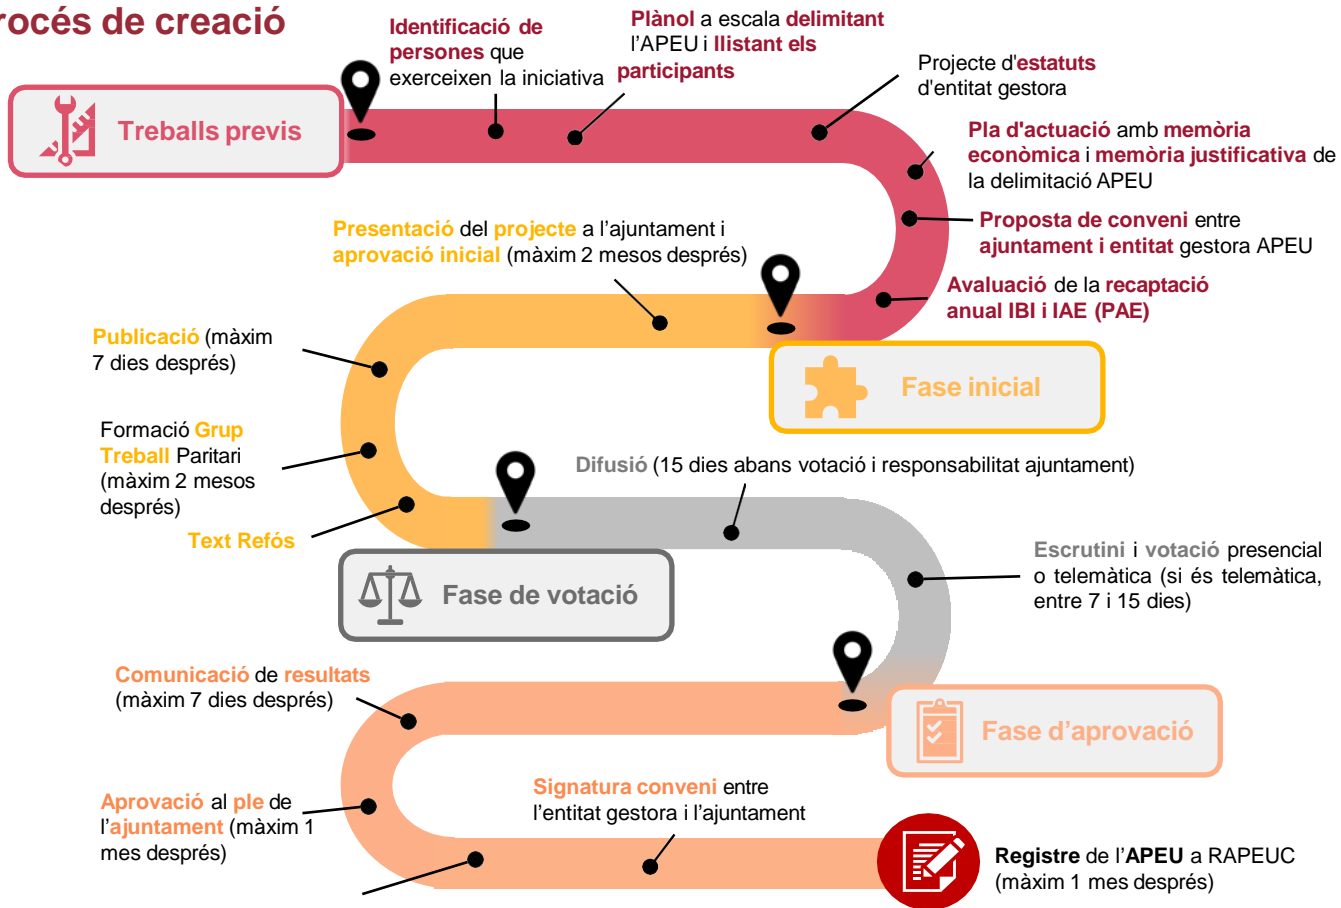 rocés de creació
Identificació de
persones que
exerceixen la iniciativa
Plànol a escala delimitant
l'APEU i llistant els
participants
Projecte d'estatuts
d'entitat gestora
Treballs previs
Pla d'actuació amb memòria
econòmica i memòria justificativa de
la delimitació APEU
Proposta de conveni entre
ajuntament i entitat gestora APEU
Avaluació de la recaptació
anual IBI i IAE (PAE)
Presentació del projecte a l'ajuntament i
aprovació inicial (màxim 2 mesos després)
Fase inicial
Publicació (màxim
7 dies després)
Formació Grup
Treball Paritari
(màxim 2 mesos
després)
Text Refós
Difusió (15 dies abans votació i responsabilitat ajuntament)
Fase de votació
Escrutini i votació presencial
o telemàtica (si és telemàtica,
entre 7 i 15 dies)
Fase d'aprovació
Comunicació de resultats
(màxim 7 dies després)
Aprovació al ple de
l'ajuntament (màxim 1
mes després)
Signatura conveni entre
l'entitat gestora i l'ajuntament
Registre de l'APEU a RAPEUC
(màxim 1 mes després)